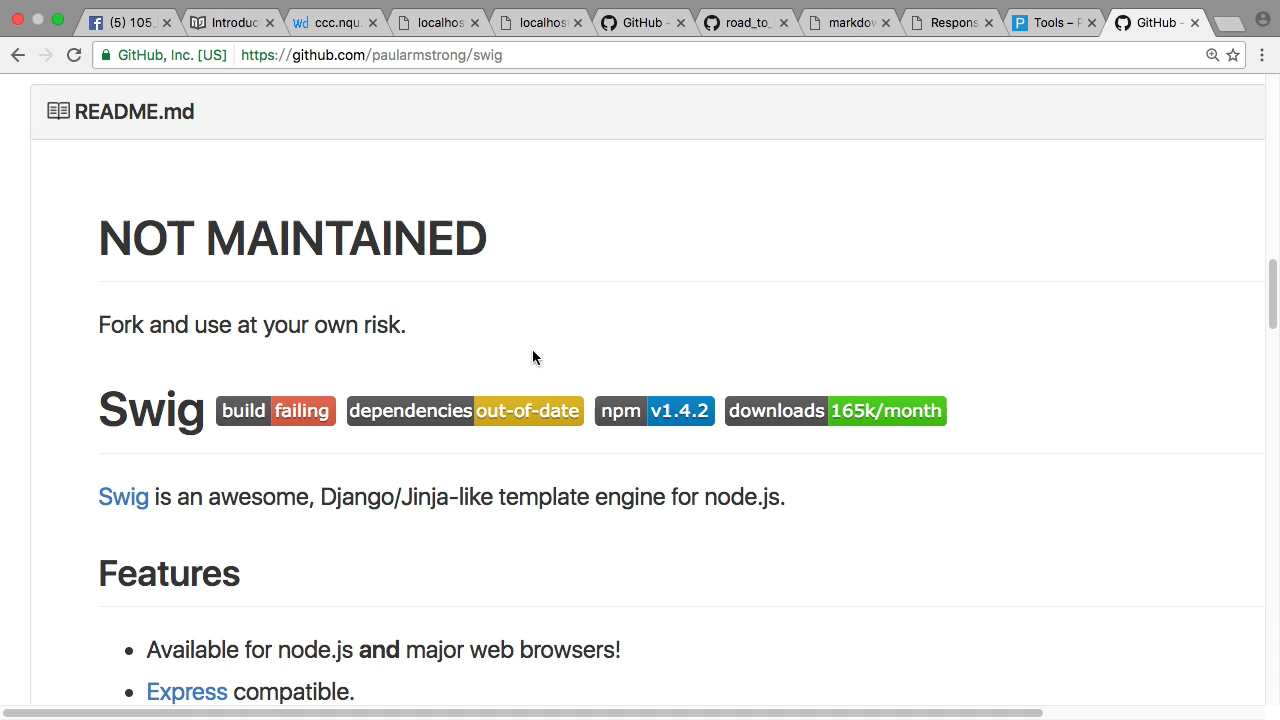 (5) 105
Introduc
Wd ccc.nqu
localhos
localhos
GitHub -
road_to_
markdo
Respons
P Tools –
GitHub -
GitHub, Inc. [US] https://github.com/paularmstrong/swig
README.md
NOT MAINTAINED
Fork and use at your own risk.
Swig build failing dependencies out-of-date npm v1.4.2 downloads 165k/month
Swig is an awesome, Django/Jinja-like template engine for node.js.
Features
• Available for node.js and major web browsers!
• Express compatible.